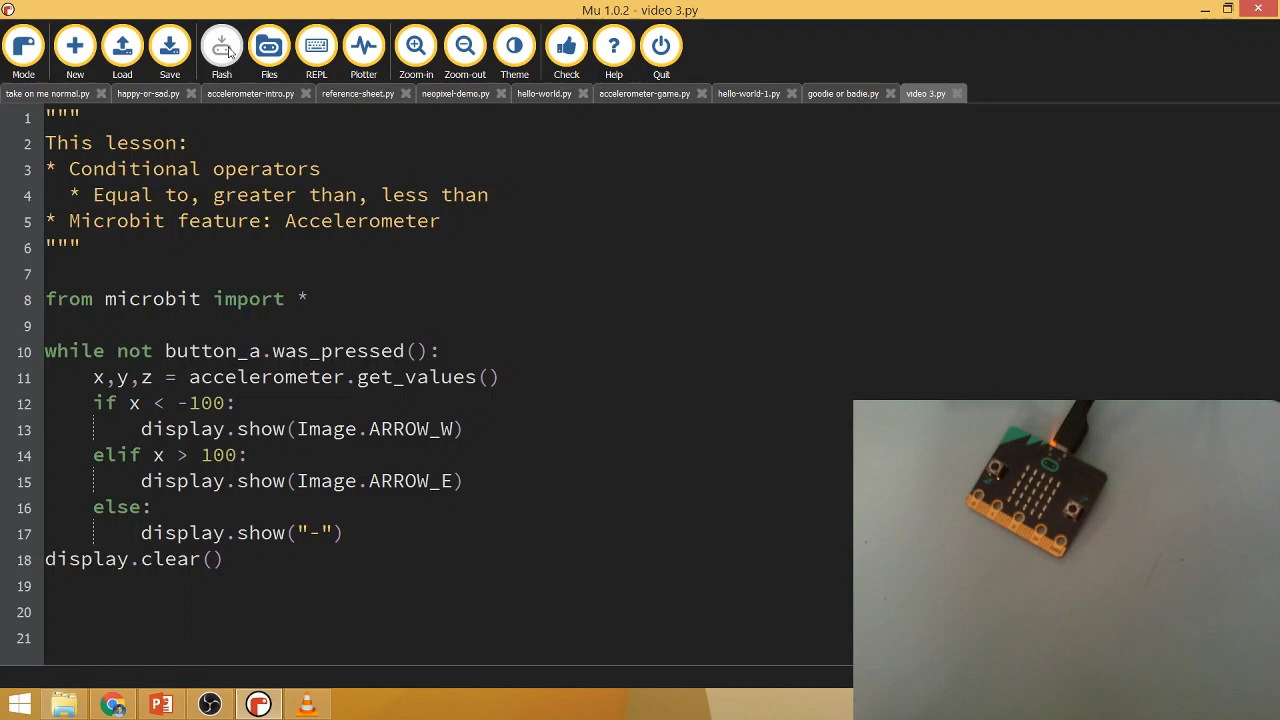 Mu 1.0.2 - video 3.py
Mode New Load Save Flash Files REPL Plotter Zoom-in Zoom-out Theme Check Help Quit
take on me normal.py happy-or-sad.py accelerometer-intro.py reference-sheet.py neopixel-demo.py hello-world.py accelerometer-game.py hello-world-1.py goodie or badie.py video 3.py
1 """
2 This lesson:
3 * Conditional operators
4 * Equal to, greater than, less than
5 * Microbit feature: Accelerometer
6 """
7
8 from microbit import *
9
10 while not button_a.was_pressed():
11 x,y,z = accelerometer.get_values()
12 if x < -100:
13 display.show(Image.ARROW_W)
14 elif x > 100:
15 display.show(Image.ARROW_E)
16 else:
17 display.show("-")
18 display.clear()
19
20
21